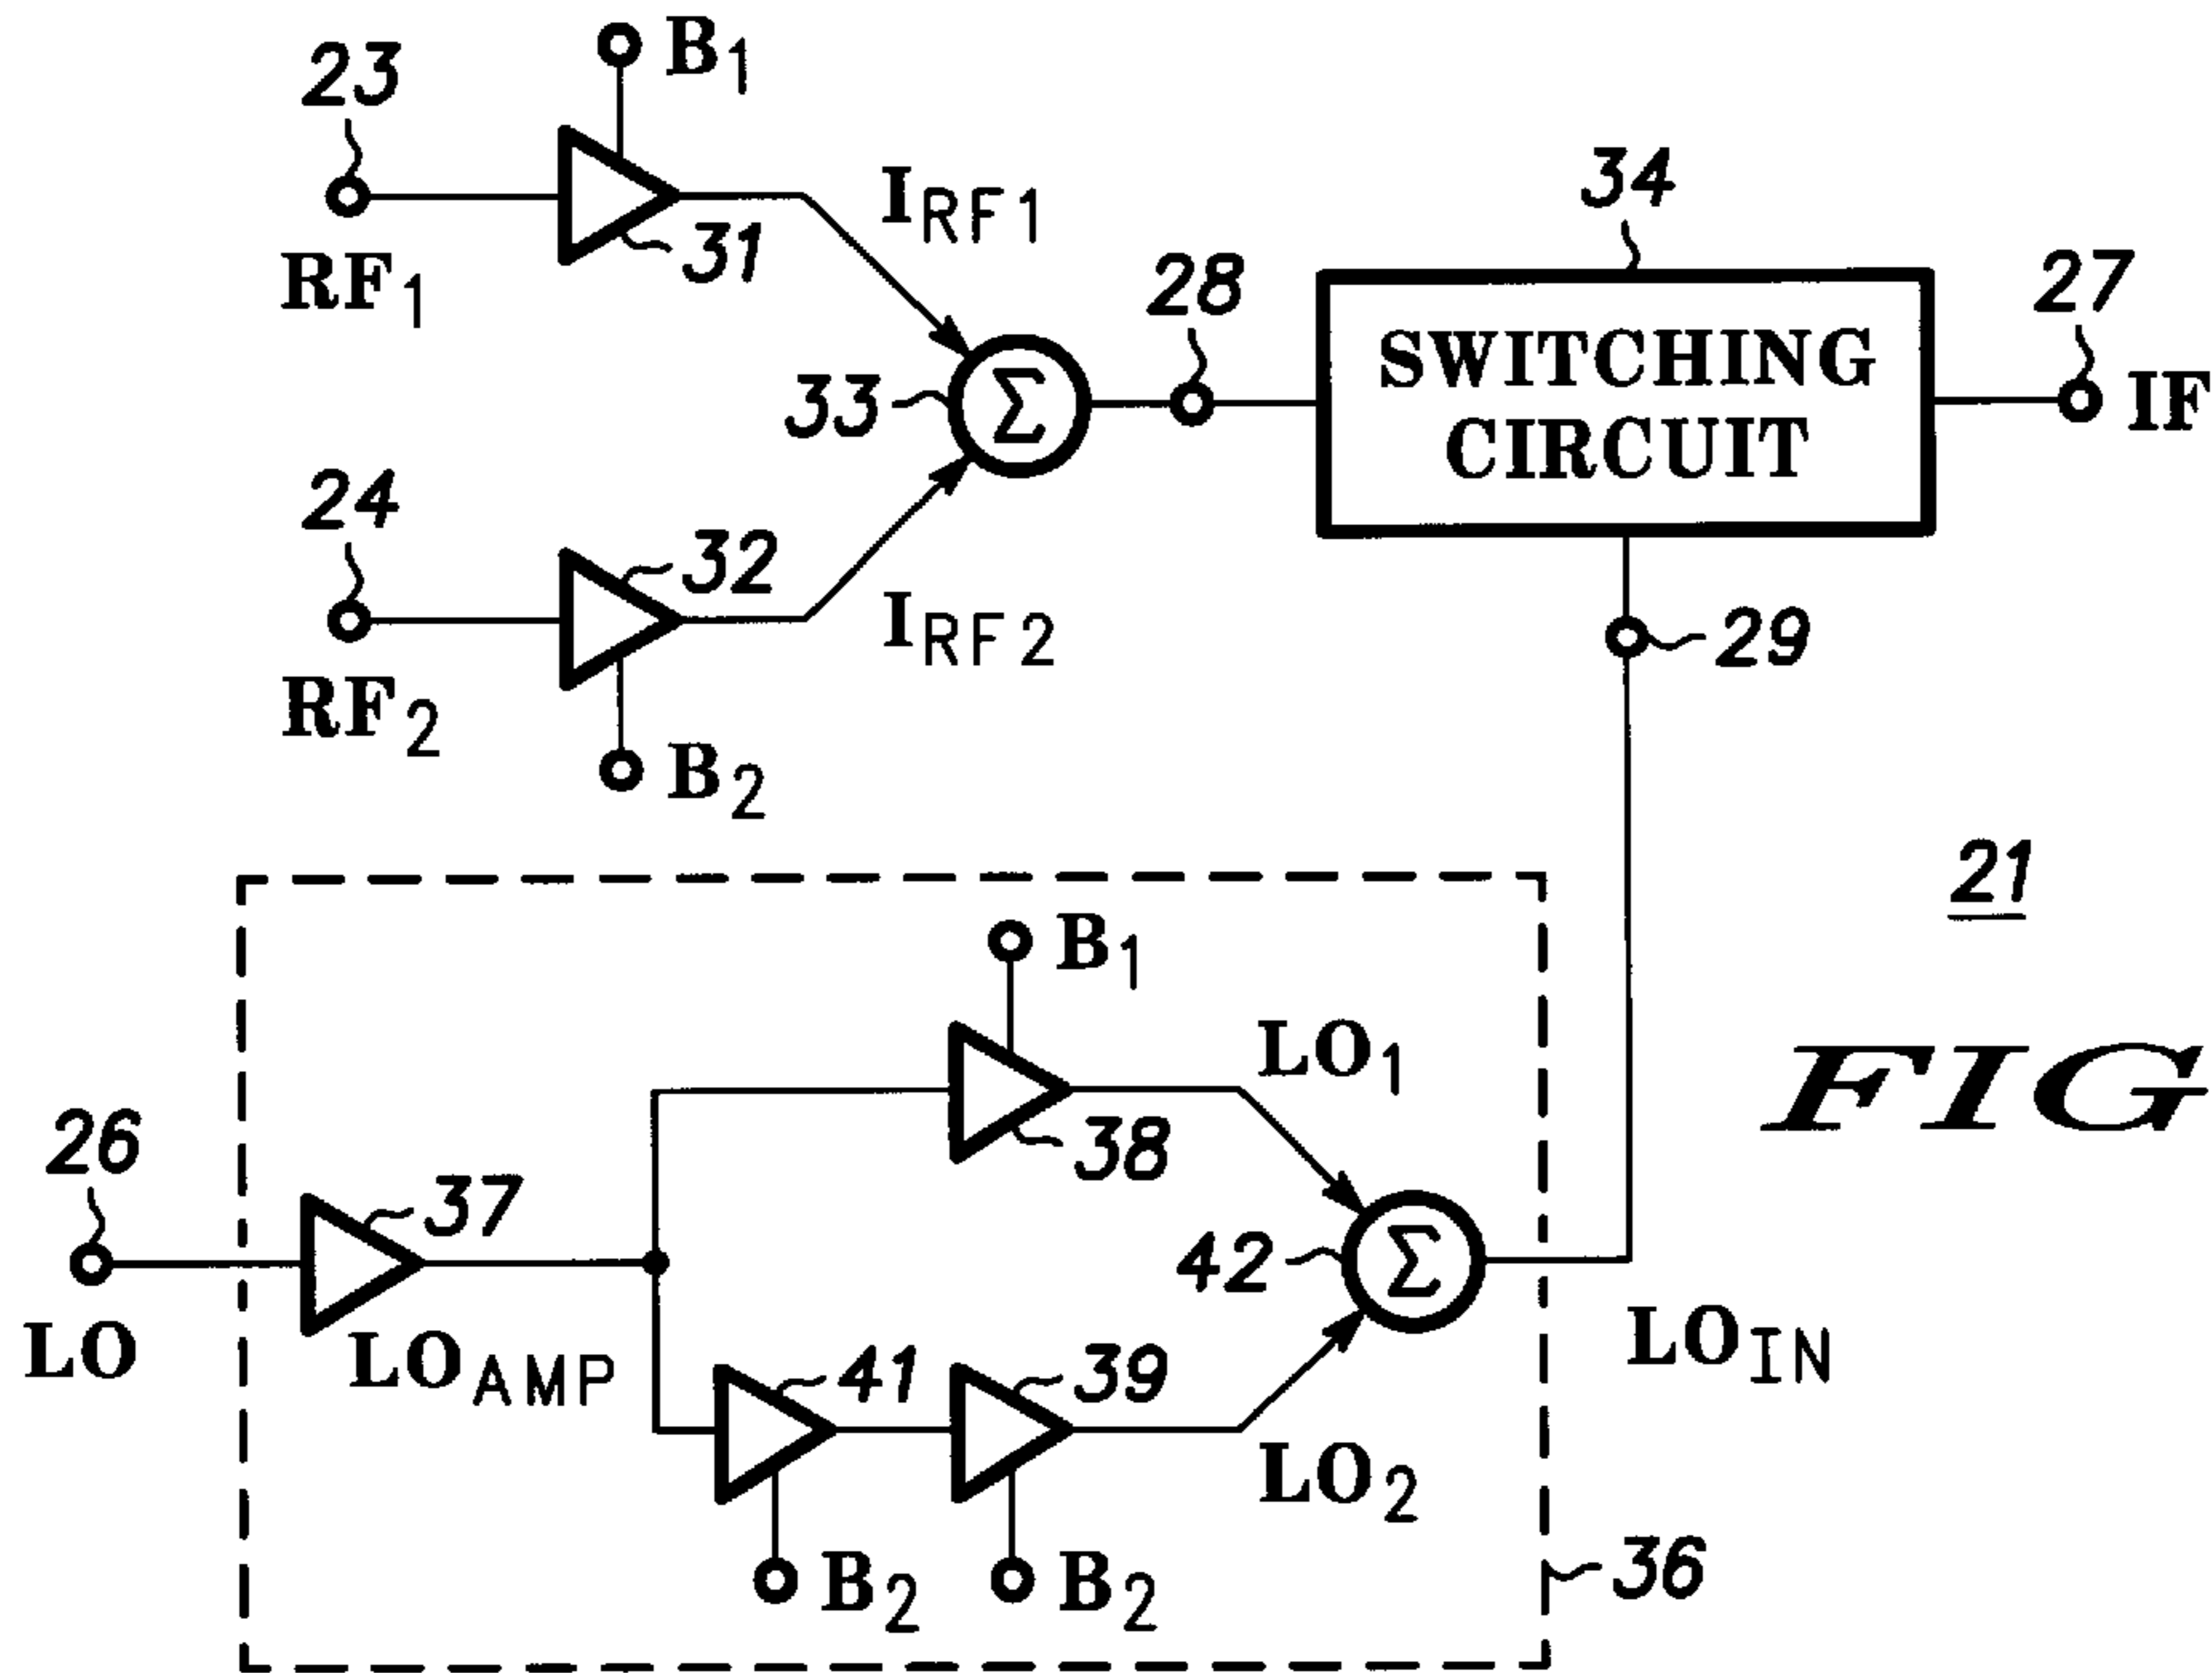 23
B1
RF1
31
IRF1
33
Σ
28
34
SWITCHING
CIRCUIT
27
IF
24
32
IRF2
RF2
B2
29
21
FIG
26
LO
37
LOAMP
B1
38
LO1
42
Σ
41
39
LO2
B2
B2
LOIN
36